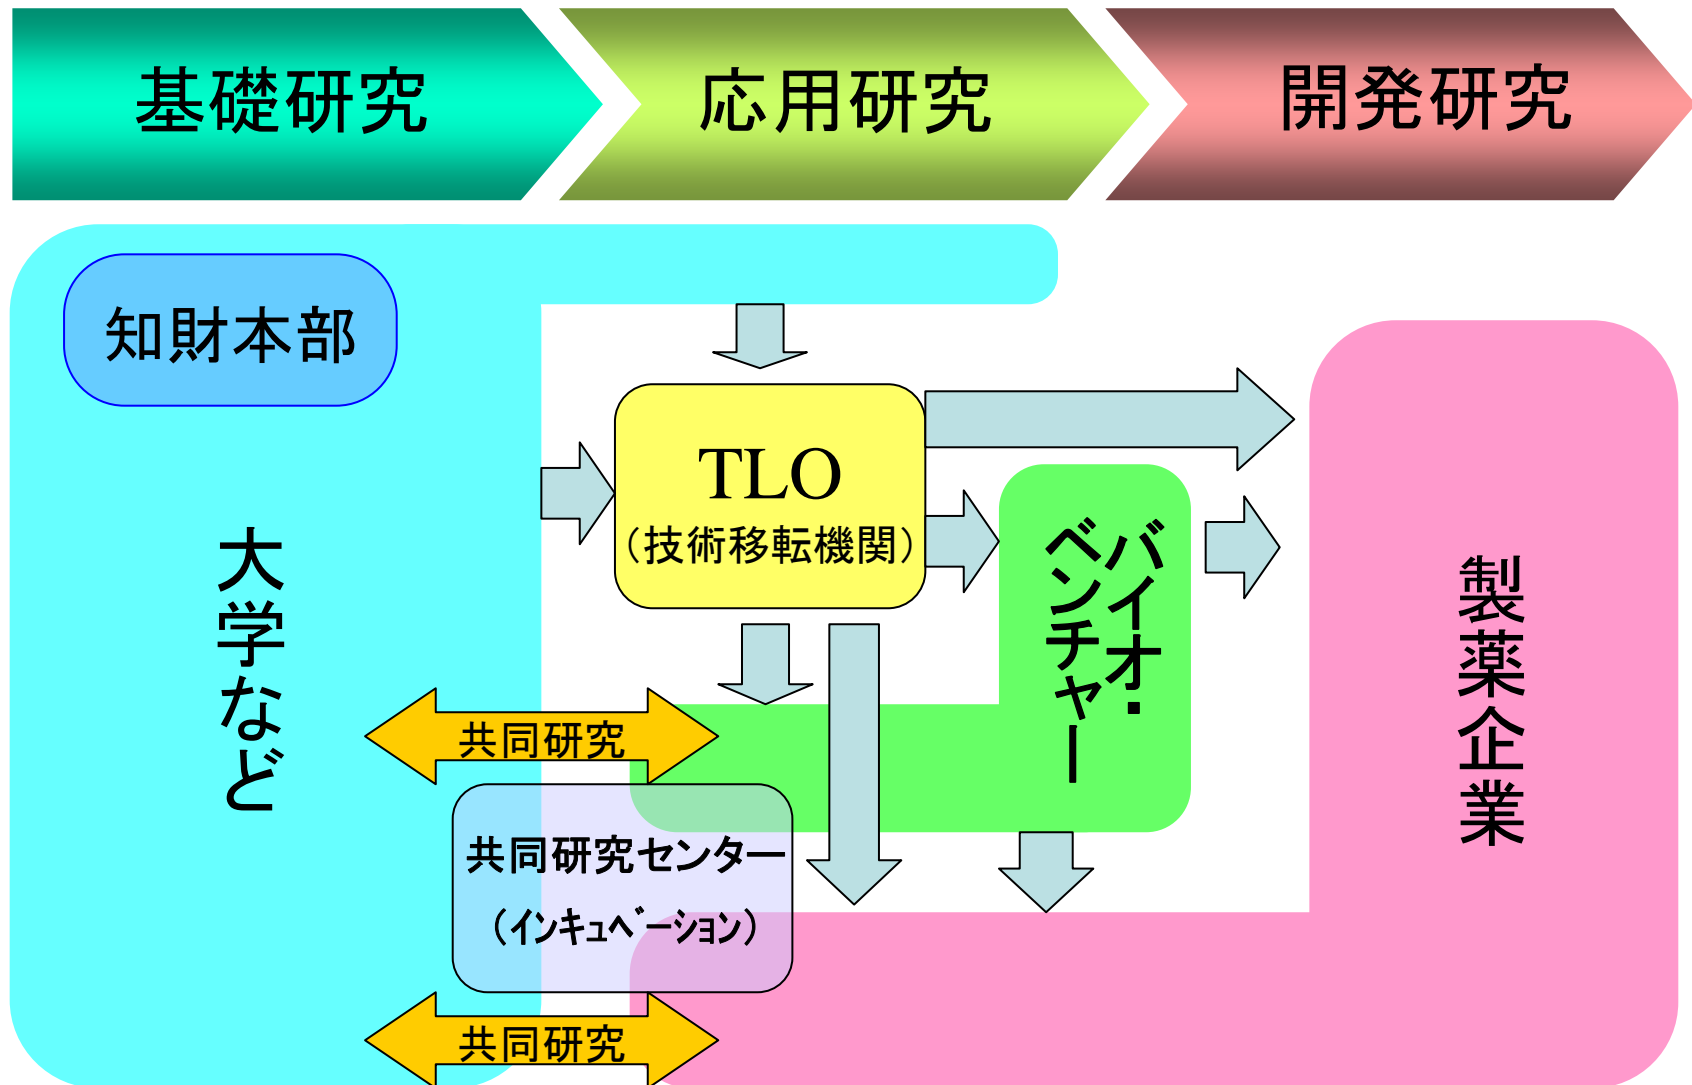 基礎研究
応用研究
開発研究
知財本部
TLO
（技術移転機関）
大学など
バイオ・
ベンチャー
製薬企業
共同研究
共同研究センター
（インキュベーション）
共同研究